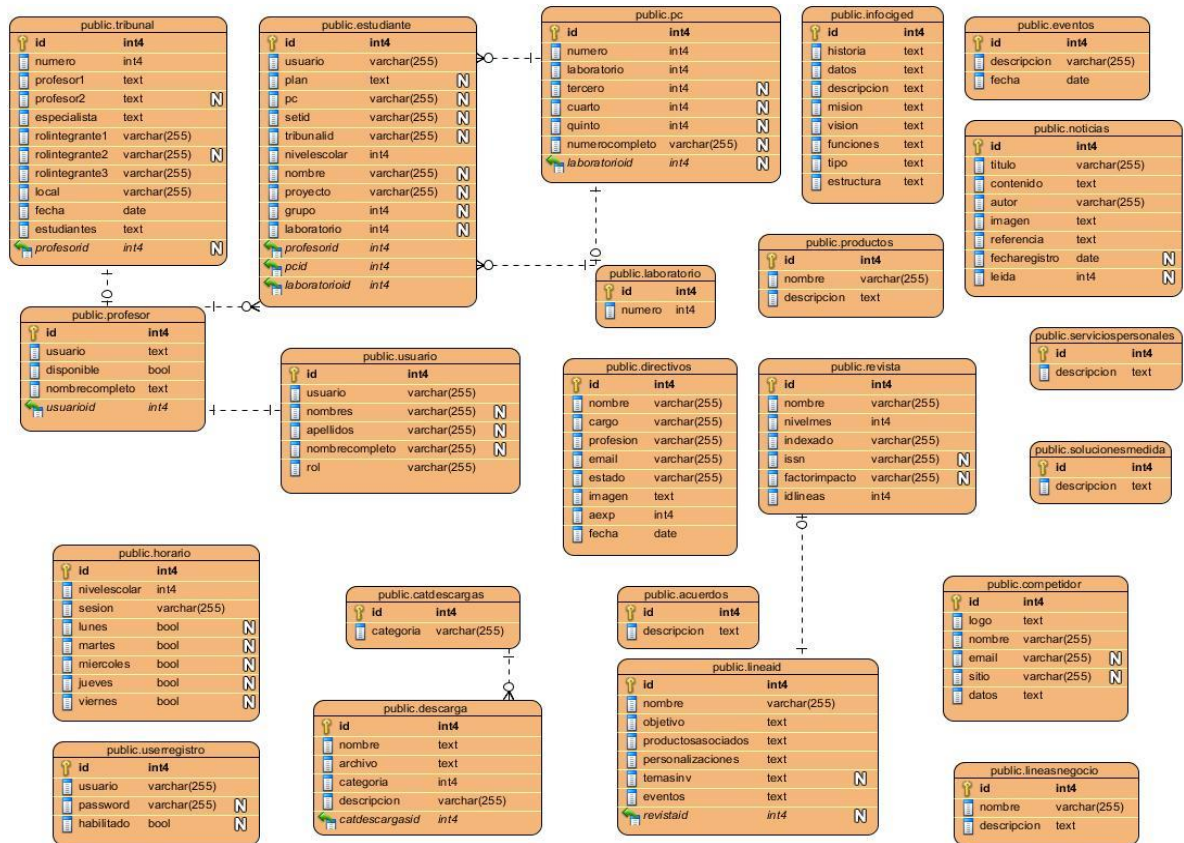 public.tribunal
id int4
numero int4
profesor1 text
profesor2 text N
especialista text
rolintegrante1 varchar(255)
rolintegrante2 varchar(255) N
rolintegrante3 varchar(255)
local varchar(255)
fecha date
estudiantes text
profesorid int4 N
public.estudiante
id int4
usuario varchar(255)
plan text N
pc varchar(255) N
setid varchar(255) N
tribunalid varchar(255) N
nivelescolar int4
nombre varchar(255) N
proyecto varchar(255) N
grupo int4 N
laboratorio int4 N
profesorid int4
pcid int4
laboratorioid int4
public.pc
id int4
numero int4
laboratorio int4
tercero int4 N
cuarto int4 N
quinto int4 N
numerocompleto varchar(255) N
laboratorioid int4 N
public.infociged
id int4
historia text
datos text
descripcion text
mision text
vision text
funciones text
tipo text
estructura text
public.eventos
id int4
descripcion varchar(255)
fecha date
public.noticias
id int4
titulo varchar(255)
contenido text
autor varchar(255)
imagen text
referencia text
fecharegistro date N
leida int4 N
public.productos
id int4
nombre varchar(255)
descripcion text
public.laboratorio
id int4
numero int4
public.profesor
id int4
usuario text
disponible bool
nombrecompleto text
usuarioid int4
public.usuario
id int4
usuario varchar(255)
nombres varchar(255) N
apellidos varchar(255) N
nombrecompleto varchar(255) N
rol varchar(255)
public.directivos
id int4
nombre varchar(255)
cargo varchar(255)
profesion varchar(255)
email varchar(255)
estado varchar(255)
imagen text
aexp int4
fecha date
public.revista
id int4
nombre varchar(255)
nivelmes int4
indexado varchar(255)
issn varchar(255) N
factorimpacto varchar(255) N
idlineas int4
public.serviciospersonales
id int4
descripcion text
public.solucionesmedida
id int4
descripcion text
public.horario
id int4
nivelescolar int4
sesion varchar(255)
lunes bool N
martes bool N
miercoles bool N
jueves bool N
viernes bool N
public.catdescargas
id int4
categoria varchar(255)
public.acuerdos
id int4
descripcion text
public.competidor
id int4
logo text
nombre varchar(255)
email varchar(255) N
sitio varchar(255) N
datos text
public.descarga
id int4
nombre text
archivo text
categoria int4
descripcion varchar(255)
catdescargasid int4
public.lineaid
id int4
nombre varchar(255)
objetivo text
productosasociados text
personalizaciones text
temasinv text N
eventos text
revistaid int4 N
public.userregistro
id int4
usuario varchar(255)
password varchar(255) N
habilitado bool N
public.lineasnegocio
id int4
nombre varchar(255)
descripcion text